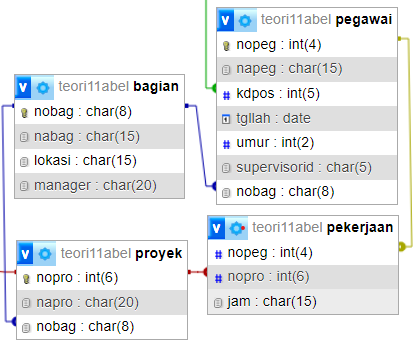 teori11abel pegawai
nopeg : int(4)
napeg : char(15)
kdpos : int(5)
tgllah : date
umur : int(2)
supervisorid : char(5)
nobag : char(8)
teori11abel bagian
nobag : char(8)
nabag : char(15)
lokasi : char(15)
manager : char(20)
teori11abel pekerjaan
nopeg : int(4)
nopro : int(6)
jam : char(15)
teori11abel proyek
nopro : int(6)
napro : char(20)
nobag : char(8)